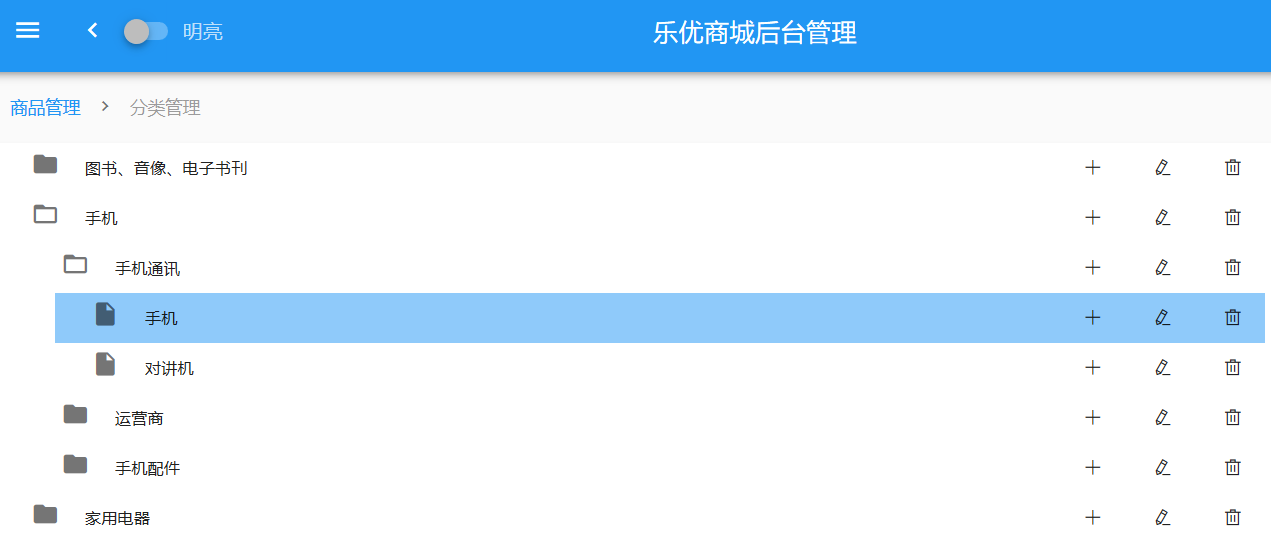 明亮 乐优商城后台管理
商品管理 分类管理
图书、音像、电子书刊
手机
手机通讯
手机
对讲机
运营商
手机配件
家用电器